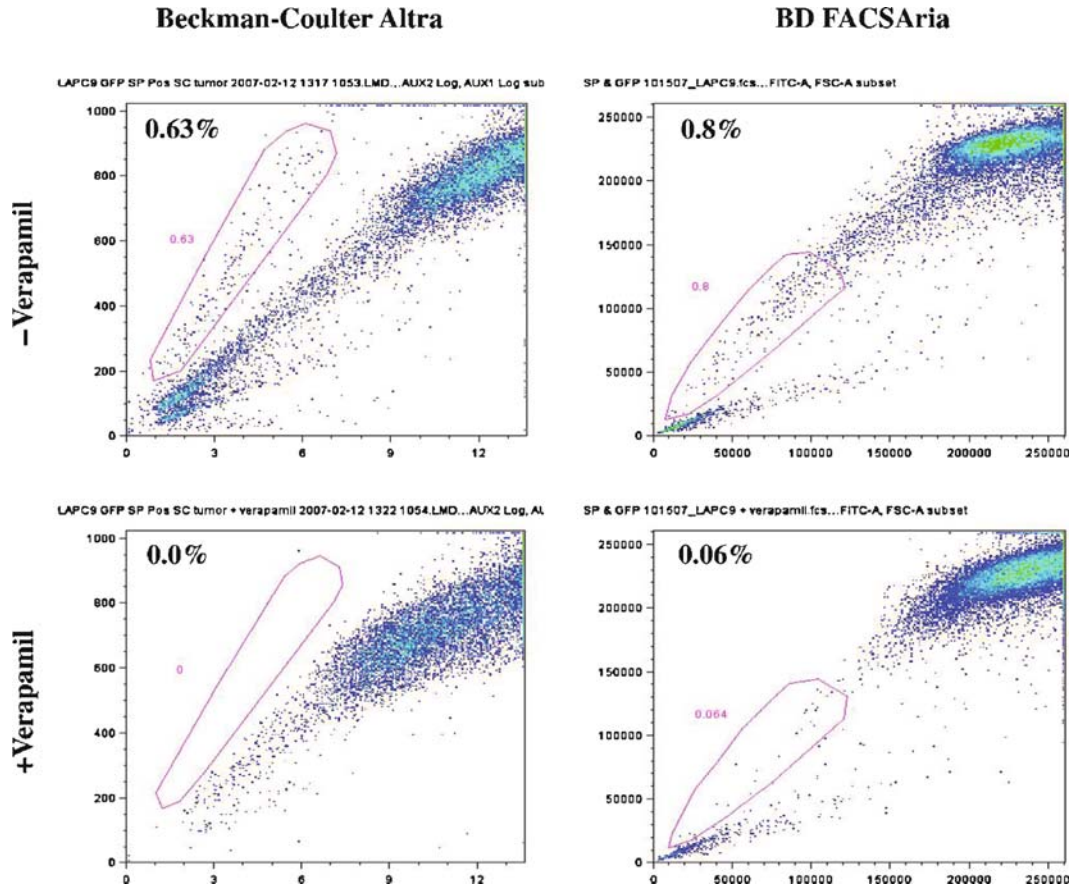 Beckman-Coulter Altra
BD FACSAria
−Verapamil
LAPC9 GFP SP Pos SC tumor 2007-02-12 1317 1053.LMD...AUX2 Log, AUX1 Log sub
0.63%
0.63
1000
800
600
400
200
0
0 3 6 9 12
SP & GFP 101507_LAPC9.fcs...FITC-A, FSC-A subset
0.8%
0.8
250000
200000
150000
100000
50000
0
0 50000 100000 150000 200000 250000
+Verapamil
LAPC9 GFP SP Pos SC tumor + verapamil 2007-02-12 1322 1054.LMD...AUX2 Log, AU
0.0%
0
1000
800
600
400
200
0
0 3 6 9 12
SP & GFP 101507_LAPC9 + verapamil.fcs...FITC-A, FSC-A subset
0.06%
0.064
250000
200000
150000
100000
50000
0
0 50000 100000 150000 200000 250000